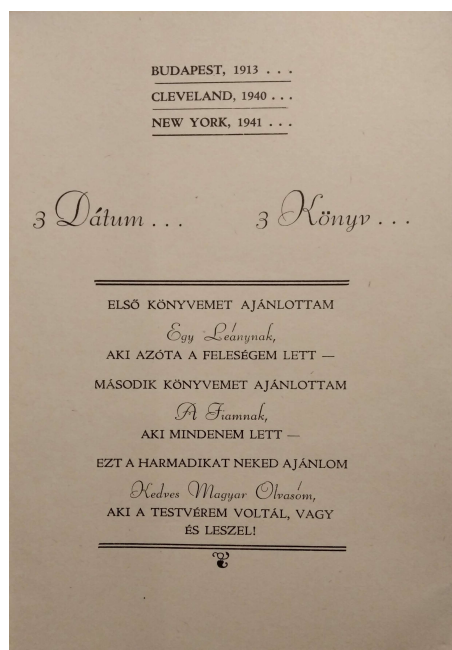 BUDAPEST, 1913 . . .
CLEVELAND, 1940 . . .
NEW YORK, 1941 . . .
3 Dátum . . . 3 Könyv . . .
ELSŐ KÖNYVEMET AJÁNLOTTAM
Egy Leánynak,
AKI AZÓTA A FELESÉGEM LETT —
MÁSODIK KÖNYVEMET AJÁNLOTTAM
A Fiamnak,
AKI MINDENEM LETT —
EZT A HARMADIKAT NEKED AJÁNLOM
Kedves Magyar Olvasóm,
AKI A TESTVÉREM VOLTÁL, VAGY
ÉS LESZEL!